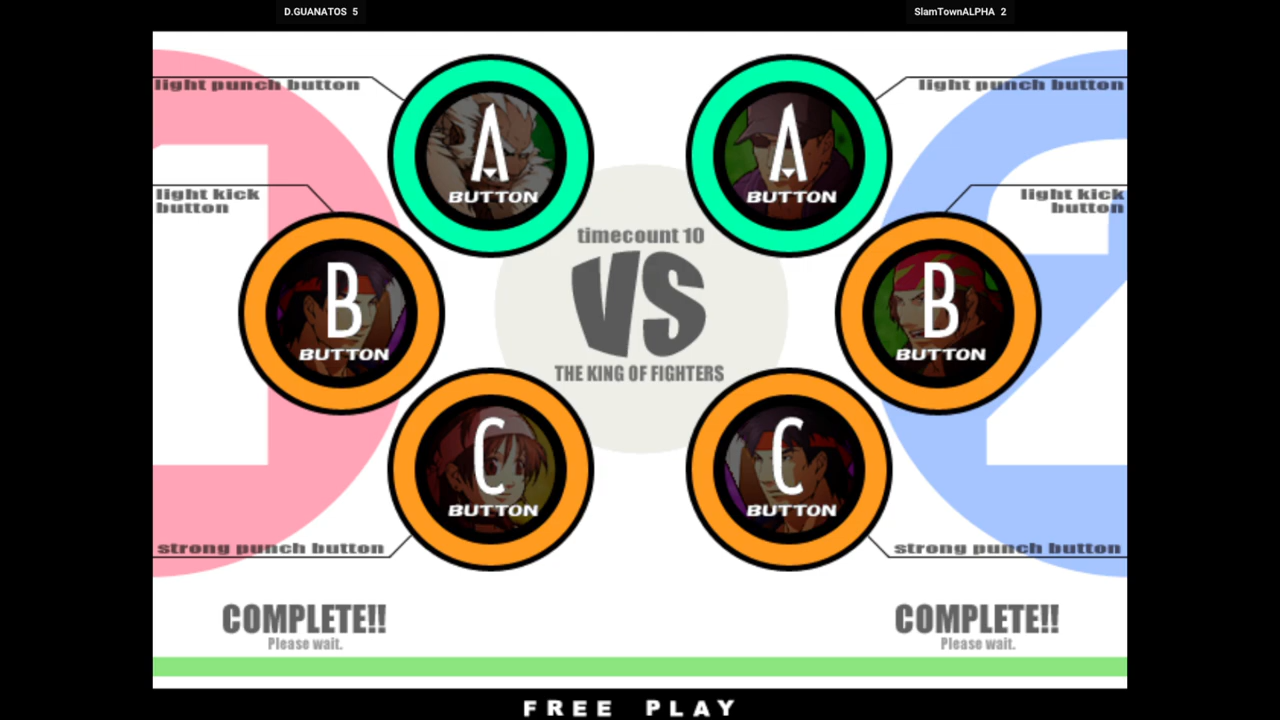 D.GUANATOS 5
SlamTownALPHA 2
light punch button
light punch button
A
BUTTON
A
BUTTON
light kick
button
light kick
button
1
2
timecount 10
VS
THE KING OF FIGHTERS
B
BUTTON
B
BUTTON
C
BUTTON
C
BUTTON
strong punch button
strong punch button
COMPLETE!!
Please wait.
COMPLETE!!
Please wait.
FREE PLAY